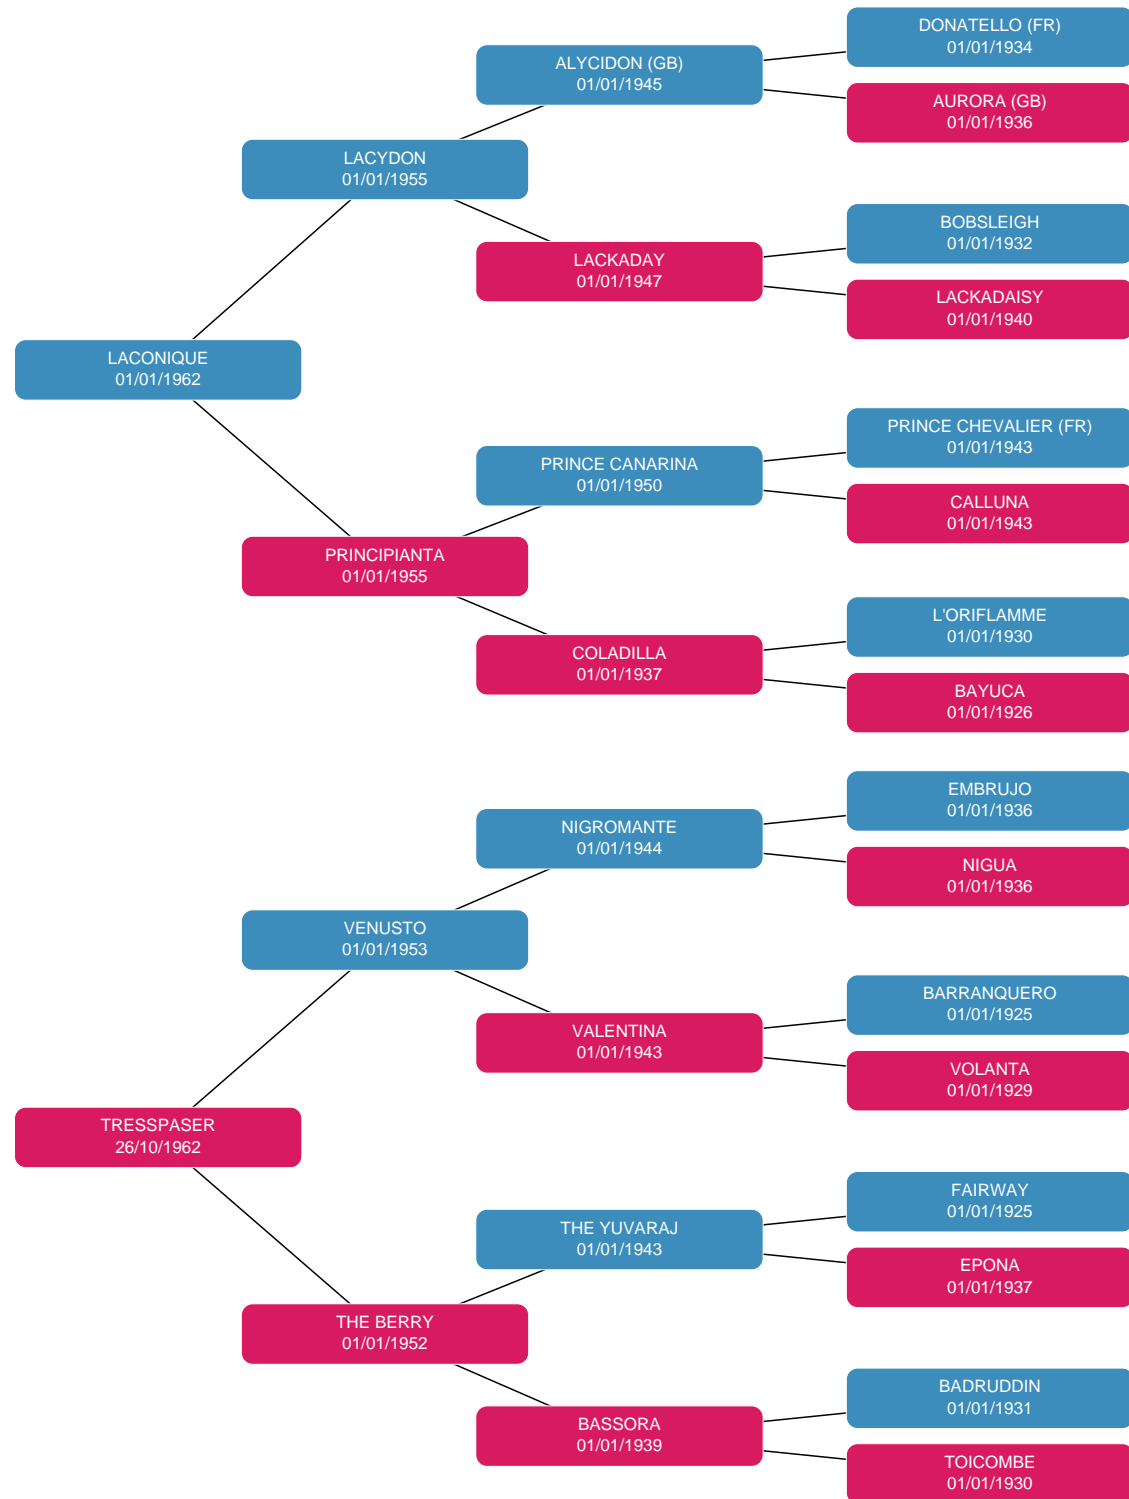 DONATELLO (FR)
01/01/1934
ALYCIDON (GB)
01/01/1945
AURORA (GB)
01/01/1936
LACYDON
01/01/1955
BOBSLEIGH
01/01/1932
LACKADAY
01/01/1947
LACKADAISY
01/01/1940
LACONIQUE
01/01/1962
PRINCE CHEVALIER (FR)
01/01/1943
PRINCE CANARINA
01/01/1950
CALLUNA
01/01/1943
PRINCIPIANTA
01/01/1955
L'ORIFLAMME
01/01/1930
COLADILLA
01/01/1937
BAYUCA
01/01/1926
EMBRUJO
01/01/1936
NIGROMANTE
01/01/1944
NIGUA
01/01/1936
VENUSTO
01/01/1953
BARRANQUERO
01/01/1925
VALENTINA
01/01/1943
VOLANTA
01/01/1929
TRESSPASER
26/10/1962
FAIRWAY
01/01/1925
THE YUVARAJ
01/01/1943
EPONA
01/01/1937
THE BERRY
01/01/1952
BADRUDDIN
01/01/1931
BASSORA
01/01/1939
TOICOMBE
01/01/1930